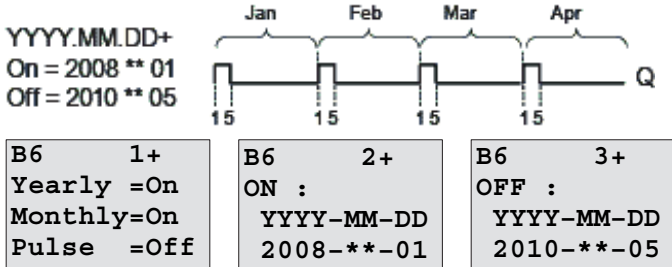 Jan Feb Mar Apr
YYYY.MM.DD+
On = 2008 ** 01
Off = 2010 ** 05
Q
1 5 1 5 1 5 1 5
B6 1+
Yearly =On
Monthly=On
Pulse =Off
B6 2+
ON :
YYYY-MM-DD
2008-**-01
B6 3+
OFF :
YYYY-MM-DD
2010-**-05